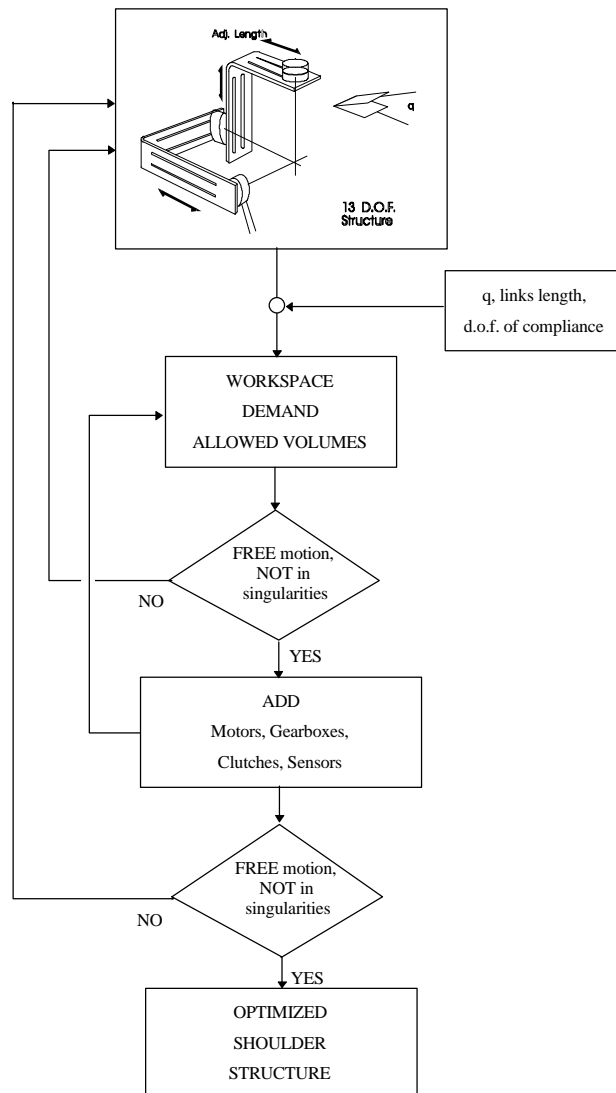 Adj. Length
q
13 D.O.F.
Structure
q, links length,
d.o.f. of compliance
WORKSPACE
DEMAND
ALLOWED VOLUMES
FREE motion,
NOT in
singularities
NO
YES
ADD
Motors, Gearboxes,
Clutches, Sensors
FREE motion,
NOT in
singularities
NO
YES
OPTIMIZED
SHOULDER
STRUCTURE